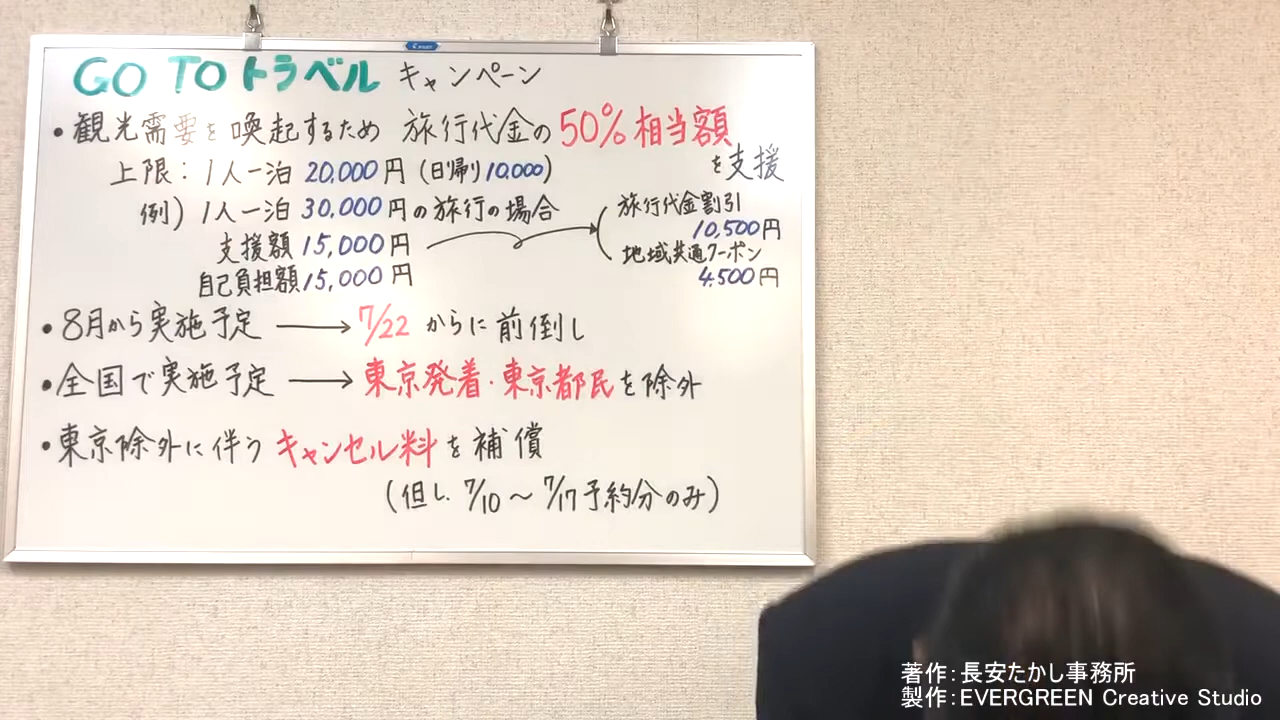 GO TO トラベル キャンペーン
・観光需要を喚起するため 旅行代金の50%相当額
を支援
上限：1人一泊 20,000円(日帰り10,000)
例) 1人一泊 30,000円の旅行の場合
支援額 15,000円
自己負担額 15,000円
旅行代金割引
10,500円
地域共通クーポン
4,500円
・8月から実施予定 → 7/22 からに前倒し
・全国で実施予定 → 東京発着・東京都民を除外
・東京除外に伴う キャンセル料を補償
(但し 7/10～7/17予約分のみ)
著作：長安たかし事務所
製作：EVERGREEN Creative Studio